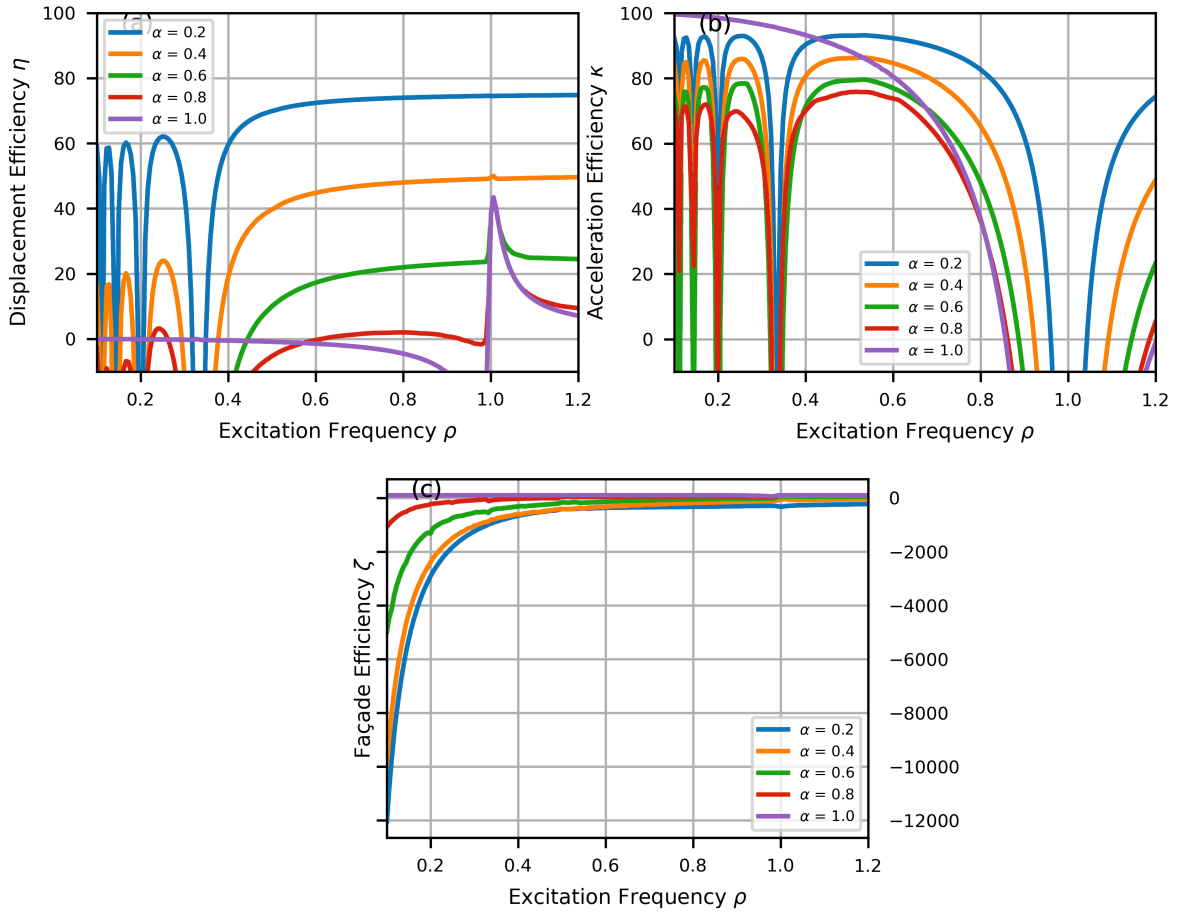 (a)
Displacement Efficiency η
100
80
60
40
20
0
α = 0.2
α = 0.4
α = 0.6
α = 0.8
α = 1.0
0.2 0.4 0.6 0.8 1.0 1.2
Excitation Frequency ρ
(b)
Acceleration Efficiency κ
100
80
60
40
20
0
α = 0.2
α = 0.4
α = 0.6
α = 0.8
α = 1.0
0.2 0.4 0.6 0.8 1.0 1.2
Excitation Frequency ρ
(c)
Façade Efficiency ζ
0
−2000
−4000
−6000
−8000
−10000
−12000
α = 0.2
α = 0.4
α = 0.6
α = 0.8
α = 1.0
0.2 0.4 0.6 0.8 1.0 1.2
Excitation Frequency ρ